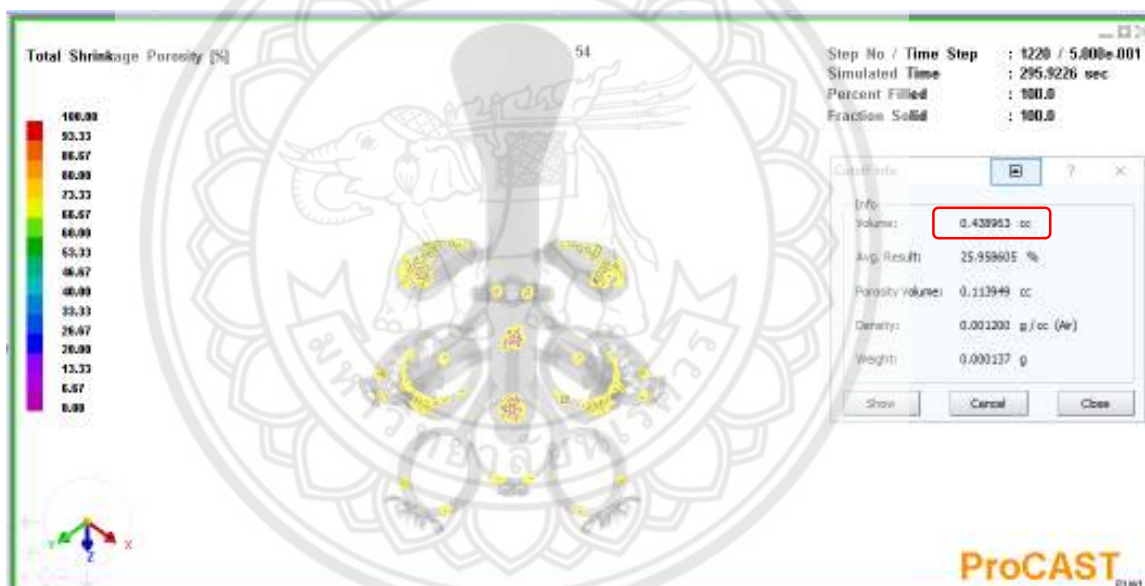 Total Shrinkage Porosity [%]
54
Step No / Time Step : 1220 / 5.000e-001
Simulated Time : 295.9226 sec
Percent Filled : 100.0
Fraction Solid : 100.0
100.00
93.33
86.67
80.00
73.33
66.67
60.00
53.33
46.67
40.00
33.33
26.67
20.00
13.33
6.67
0.00
Cutoff Info
?
Info
Volume: 0.438963 cc
Avg. Result: 25.958605 %
Porosity Volume: 0.113949 cc
Density: 0.001200 g/cc (Air)
Weight: 0.000137 g
Show Cancel Close
Y X
Z
ProCAST